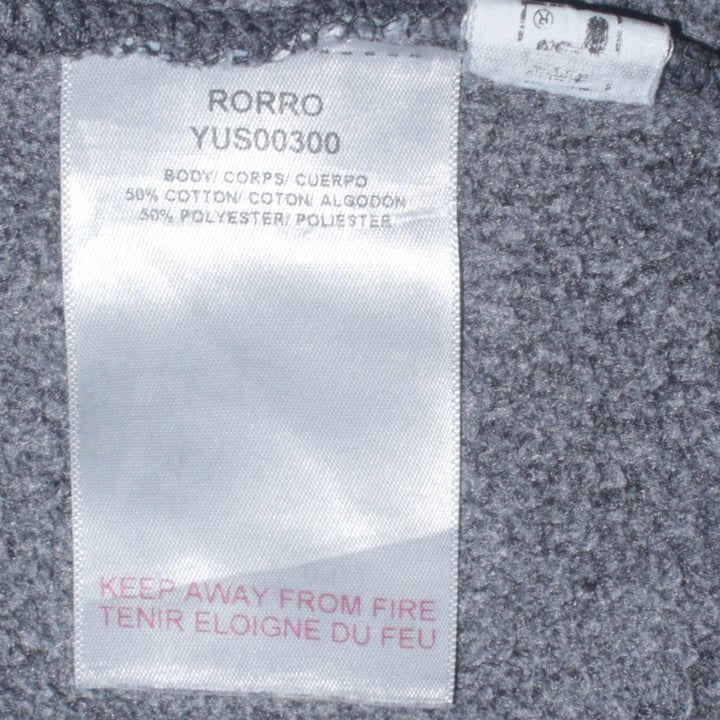 RORRO
YUS00300
BODY/ CORPS/ CUERPO
50% COTTON/ COTON/ ALGODON
50% POLYESTER/ POLIESTER
KEEP AWAY FROM FIRE
TENIR ELOIGNE DU FEU